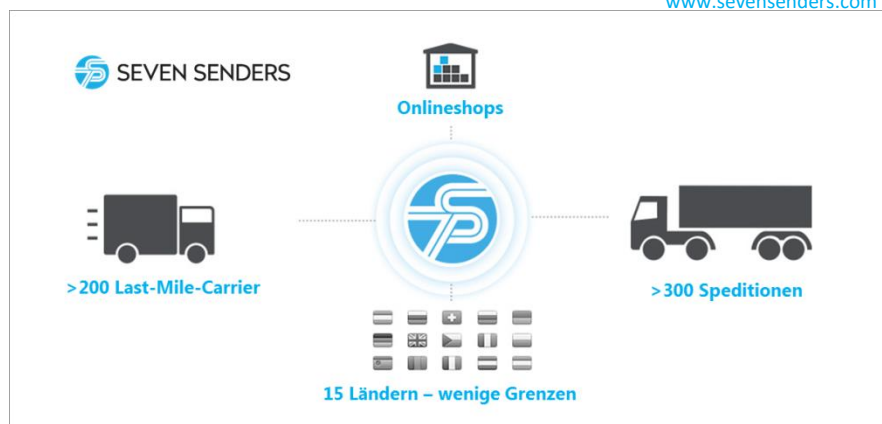 www.sevensenders.com
SEVEN SENDERS
Onlineshops
>200 Last-Mile-Carrier
>300 Speditionen
15 Ländern – wenige Grenzen